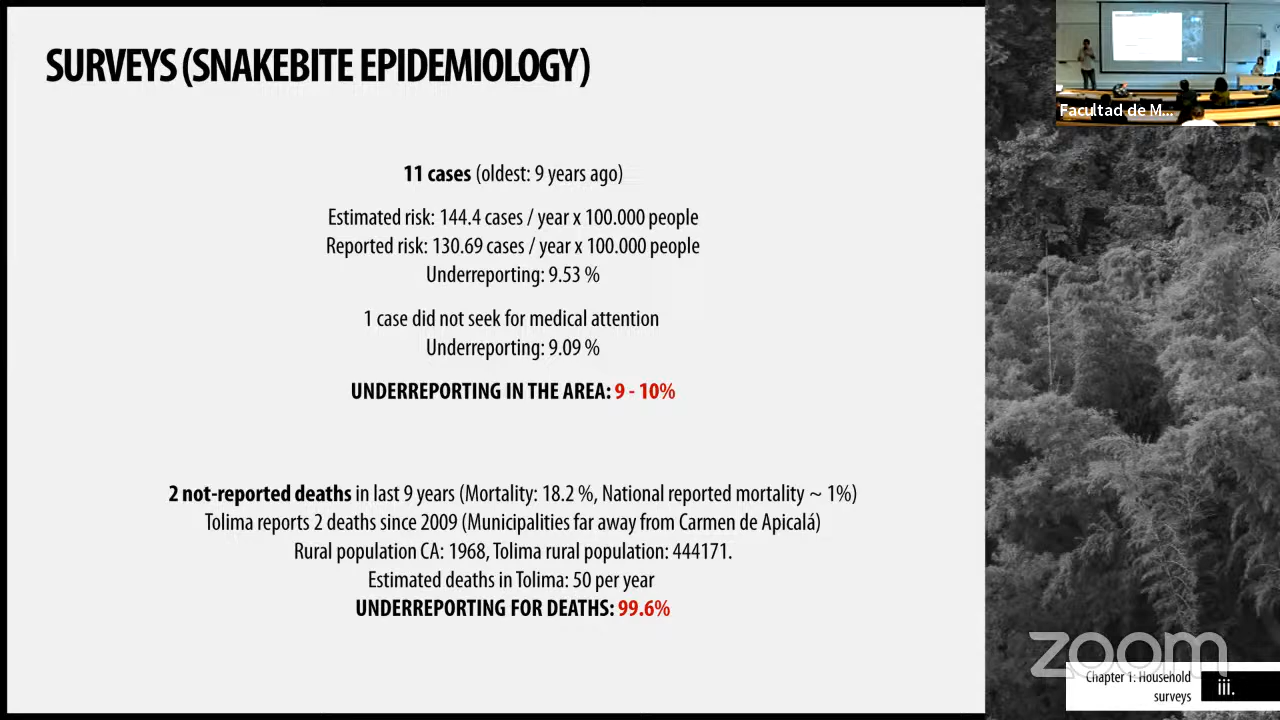 SURVEYS (SNAKEBITE EPIDEMIOLOGY)
Facultad de M...
11 cases (oldest: 9 years ago)
Estimated risk: 144.4 cases / year x 100.000 people
Reported risk: 130.69 cases / year x 100.000 people
Underreporting: 9.53 %
1 case did not seek for medical attention
Underreporting: 9.09 %
UNDERREPORTING IN THE AREA: 9 - 10%
2 not-reported deaths in last 9 years (Mortality: 18.2 %, National reported mortality ~ 1%)
Tolima reports 2 deaths since 2009 (Municipalities far away from Carmen de Apicalá)
Rural population CA: 1968, Tolima rural population: 444171.
Estimated deaths in Tolima: 50 per year
UNDERREPORTING FOR DEATHS: 99.6%
zoom
Chapter 1: Household
surveys
iii.